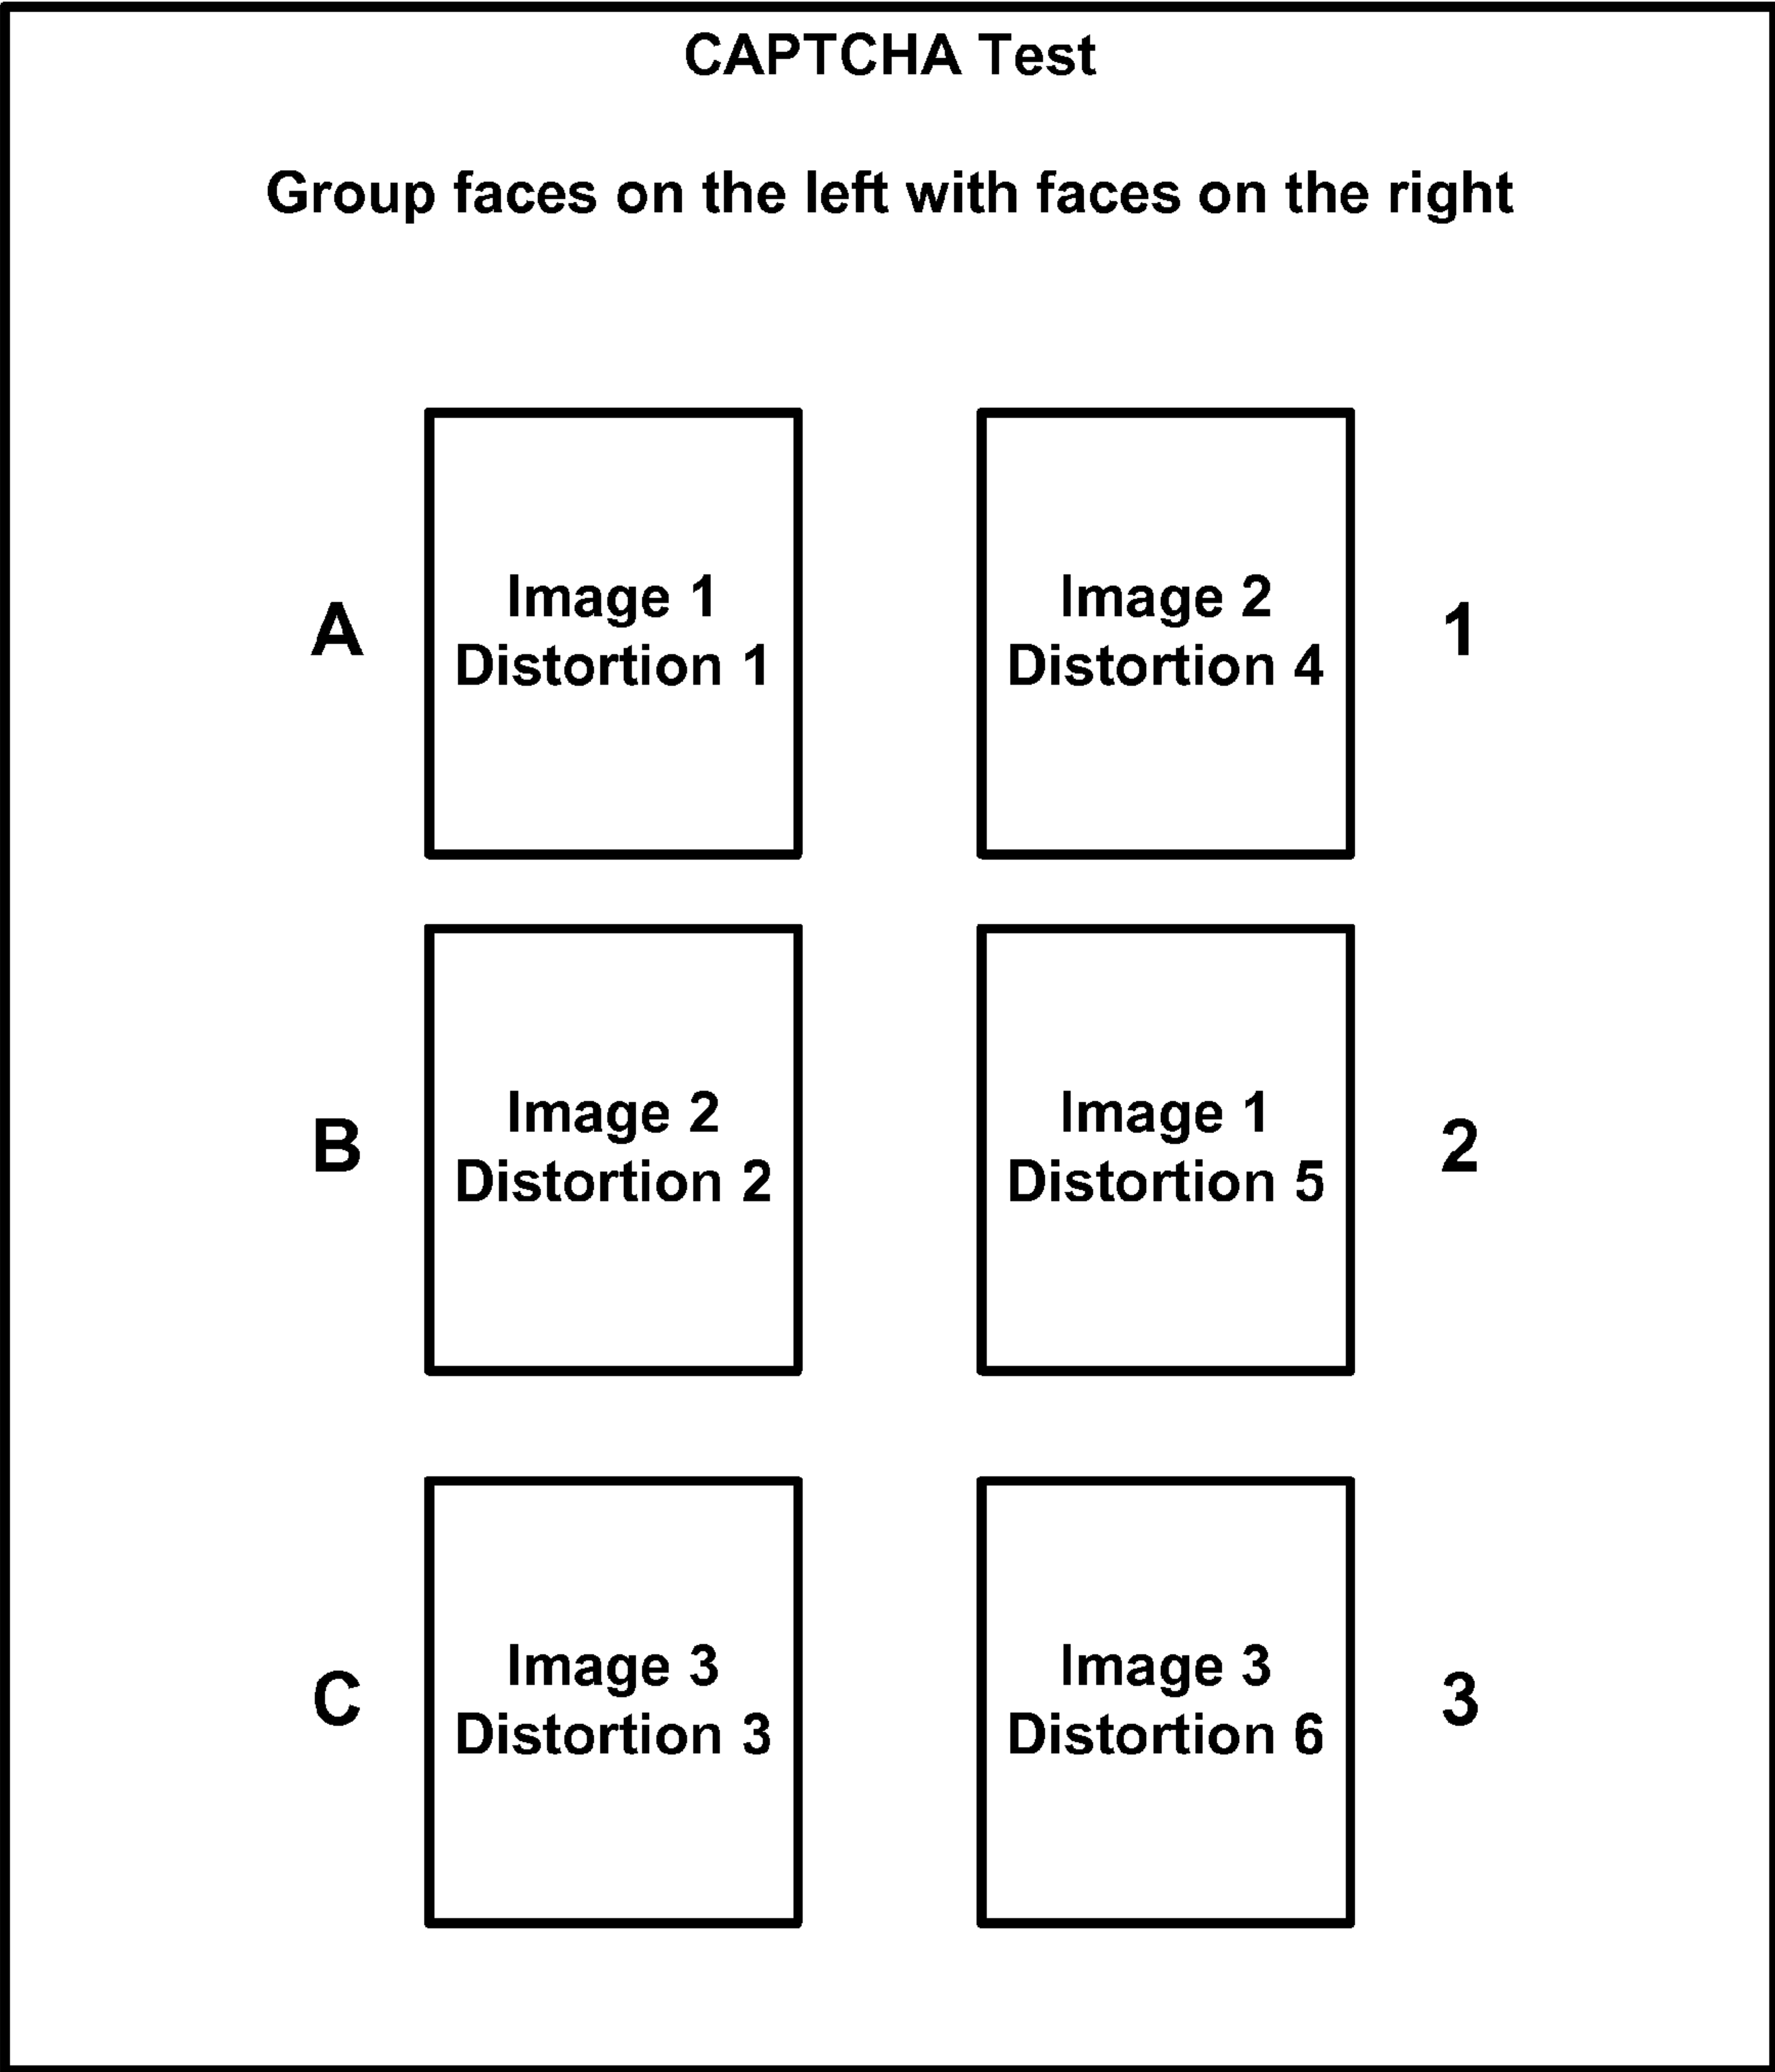 CAPTCHA Test
Group faces on the left with faces on the right
A
Image 1
Distortion 1
Image 2
Distortion 4
1
B
Image 2
Distortion 2
Image 1
Distortion 5
2
C
Image 3
Distortion 3
Image 3
Distortion 6
3